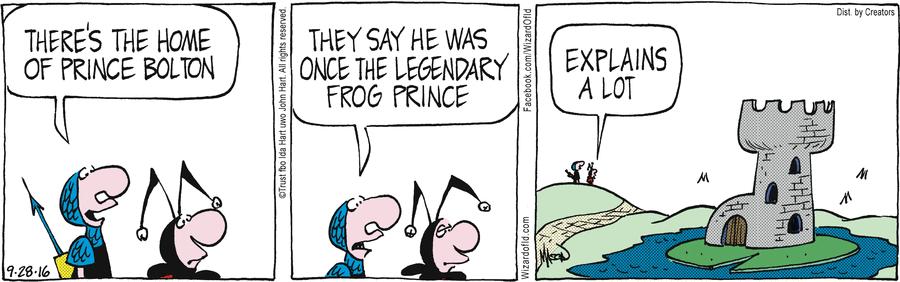 THERE'S THE HOME
OF PRINCE BOLTON
9-28-16
©Trust fbo Ida Hart uwo John Hart. All rights reserved.
THEY SAY HE WAS
ONCE THE LEGENDARY
FROG PRINCE
Facebook.com/WizardOfId
WizardofId.com
Dist. by Creators
EXPLAINS
A LOT
MASON